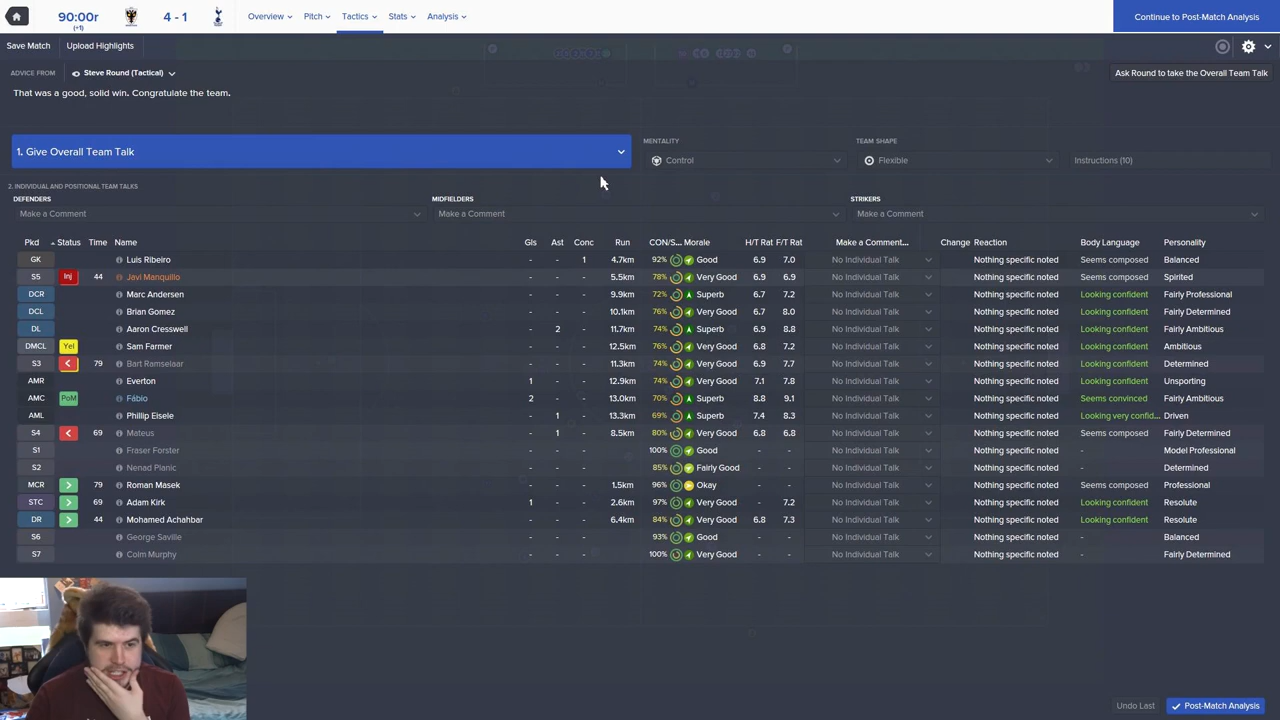 90:00r
(+1)
4 - 1
Overview
Pitch
Tactics
Stats
Analysis
Continue to Post-Match Analysis
Save Match
Upload Highlights
ADVICE FROM
Steve Round (Tactical)
Ask Round to take the Overall Team Talk
That was a good, solid win. Congratulate the team.
1. Give Overall Team Talk
MENTALITY
Control
TEAM SHAPE
Flexible
Instructions (10)
2. INDIVIDUAL AND POSITIONAL TEAM TALKS
DEFENDERS
MIDFIELDERS
STRIKERS
Make a Comment
Make a Comment
Make a Comment
Pkd Status Time Name Gls Ast Conc Run CON/S... Morale H/T Rat F/T Rat Make a Comment... Change Reaction Body Language Personality
GK Luis Ribeiro - - 1 4.7km 92% Good 6.9 7.0 No Individual Talk Nothing specific noted Seems composed Balanced
S5 Inj 44 Javi Manquillo - - - 5.5km 78% Very Good 6.9 6.9 No Individual Talk Nothing specific noted Seems composed Spirited
DCR Marc Andersen - - - 9.9km 72% Superb 6.7 7.2 No Individual Talk Nothing specific noted Looking confident Fairly Professional
DCL Brian Gomez - - - 10.1km 76% Very Good 6.7 8.0 No Individual Talk Nothing specific noted Looking confident Fairly Determined
DL Aaron Cresswell - 2 - 11.7km 74% Superb 6.9 8.8 No Individual Talk Nothing specific noted Looking confident Fairly Ambitious
DMCL Yel Sam Farmer - - - 12.5km 76% Very Good 6.8 7.2 No Individual Talk Nothing specific noted Looking confident Ambitious
S3 79 Bart Ramselaar - - - 11.3km 74% Very Good 6.9 7.7 No Individual Talk Nothing specific noted Looking confident Determined
AMR Everton 1 - - 12.9km 74% Very Good 7.1 7.8 No Individual Talk Nothing specific noted Looking confident Unsporting
AMC PoM Fábio 2 - - 13.0km 70% Superb 8.8 9.1 No Individual Talk Nothing specific noted Seems convinced Fairly Ambitious
AML Phillip Eisele - 1 - 13.3km 69% Superb 7.4 8.3 No Individual Talk Nothing specific noted Looking very confid... Driven
S4 69 Mateus - 1 - 8.5km 80% Very Good 6.8 6.8 No Individual Talk Nothing specific noted Seems composed Fairly Determined
S1 Fraser Forster 100% Good - - No Individual Talk Nothing specific noted - Model Professional
S2 Nenad Planic 85% Fairly Good - - No Individual Talk Nothing specific noted - Determined
MCR 79 Roman Masek - - - 1.5km 96% Okay - - No Individual Talk Nothing specific noted Seems composed Professional
STC 69 Adam Kirk 1 - - 2.6km 97% Very Good 7.2 No Individual Talk Nothing specific noted Looking confident Resolute
DR 44 Mohamed Achahbar - - - 6.4km 84% Very Good 6.8 7.3 No Individual Talk Nothing specific noted Looking confident Resolute
S6 George Saville 93% Good - - No Individual Talk Nothing specific noted - Balanced
S7 Colm Murphy 100% Very Good - - No Individual Talk Nothing specific noted - Fairly Determined
Undo Last
Post-Match Analysis